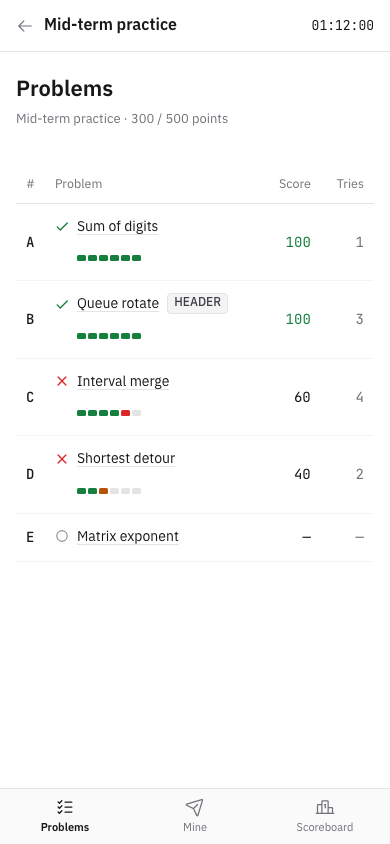 Mid-term practice 01:12:00
Problems
Mid-term practice · 300 / 500 points
# Problem Score Tries
A Sum of digits 100 1
B Queue rotate HEADER 100 3
C Interval merge 60 4
D Shortest detour 40 2
E Matrix exponent – –
Problems Mine Scoreboard